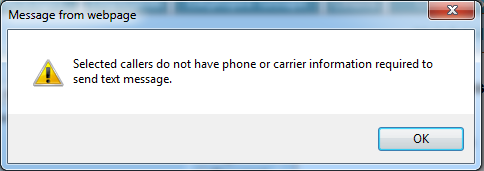 Message from webpage
Selected callers do not have phone or carrier information required to
send text message.
OK